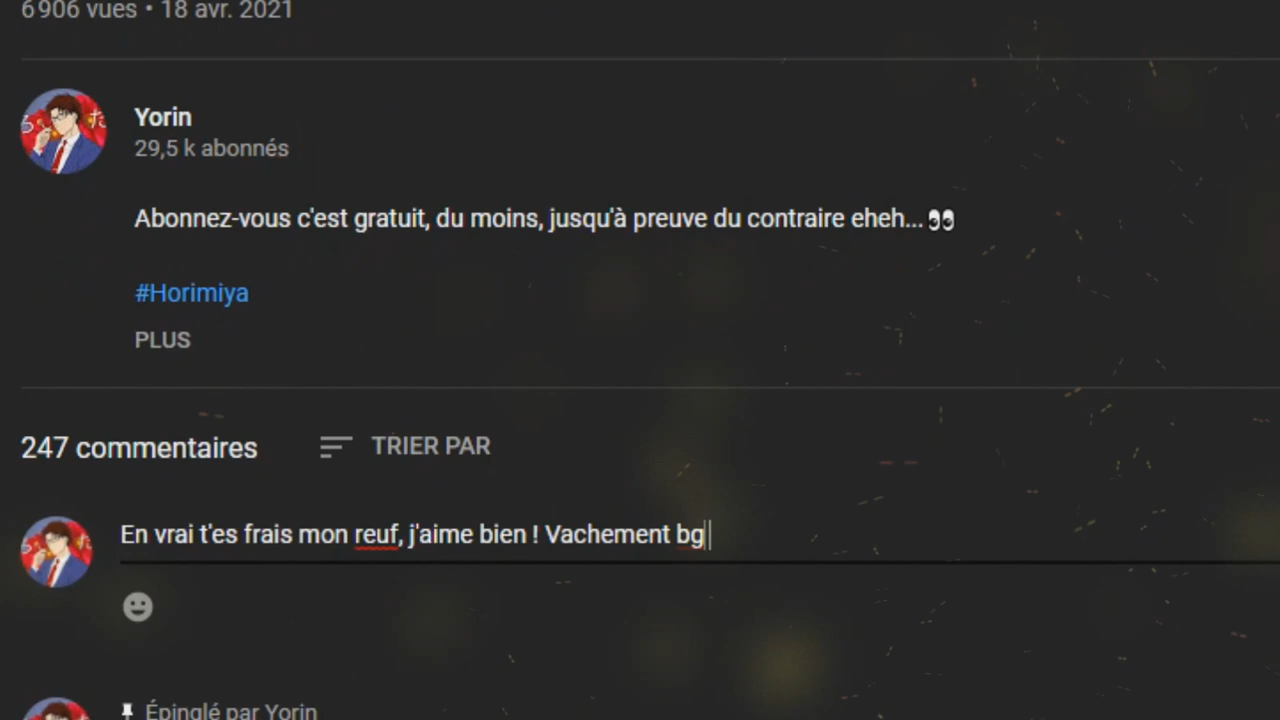 6 906 vues • 18 avr. 2021
Yorin
29,5 k abonnés
Abonnez-vous c'est gratuit, du moins, jusqu'à preuve du contraire eheh...👀
#Horimiya
PLUS
247 commentaires
TRIER PAR
En vrai t'es frais mon reuf, j'aime bien ! Vachement bg
Épinglé par Yorin